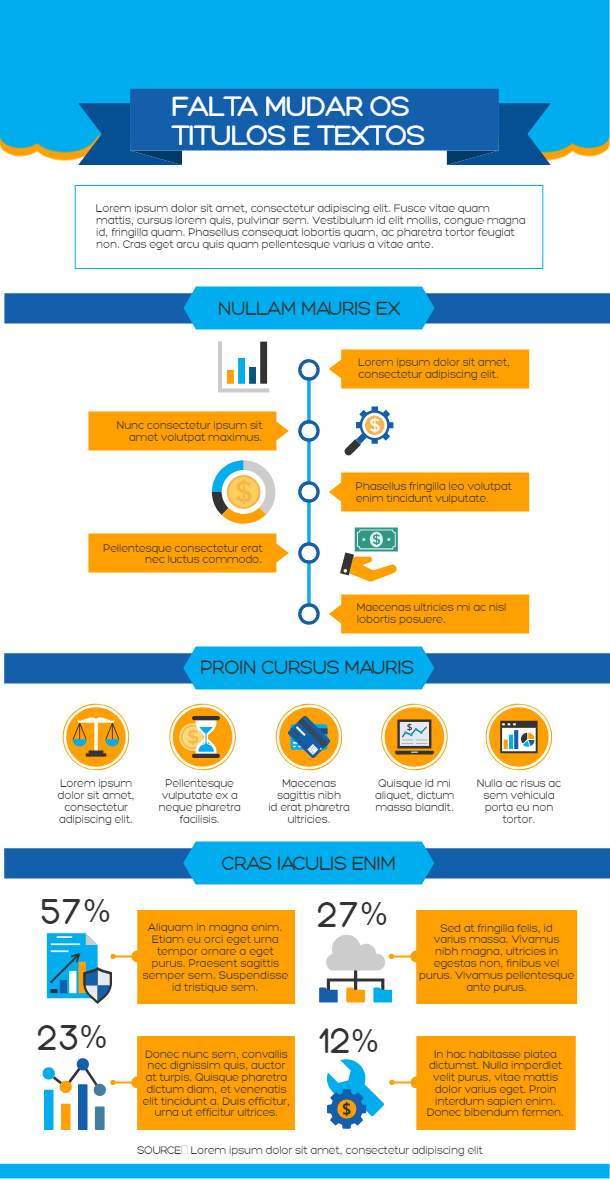 FALTA MUDAR OS
TITULOS E TEXTOS
Lorem ipsum dolor sit amet, consectetur adipiscing elit. Fusce vitae quam
mattis, cursus lorem quis, pulvinar sem. Vestibulum id elit mollis, congue magna
id, fringilla quam. Phasellus consequat lobortis quam, ac pharetra tortor feugiat
non. Cras eget arcu quis quam pellentesque varius a vitae ante.
NULLAM MAURIS EX
Lorem ipsum dolor sit amet,
consectetur adipiscing elit.
Nunc consectetur ipsum sit
amet volutpat maximus.
$
$
Phasellus fringilla leo volutpat
enim tincidunt vulputate.
Pellentesque consectetur erat
nec luctus commodo.
$
Maecenas ultricies mi ac nisl
lobortis posuere.
PROIN CURSUS MAURIS
$
$
Lorem ipsum
dolor sit amet,
consectetur
adipiscing elit.
Pellentesque
vulputate ex a
neque pharetra
facilisis.
Maecenas
sagittis nibh
id erat pharetra
ultricies.
Quisque id mi
aliquet, dictum
massa blandit.
Nulla ac risus ac
sem vehicula
porta eu non
tortor.
CRAS IACULIS ENIM
57%
Aliquam in magna enim.
Etiam eu orci eget urna
tempor ornare a eget
purus. Praesent sagittis
semper sem. Suspendisse
id tristique sem.
27%
Sed at fringilla felis, id
varius massa. Vivamus
nibh magna, ultricies in
egestas non, finibus vel
purus. Vivamus pellentesque
ante purus.
23%
Donec nunc sem, convallis
nec dignissim quis, auctor
at turpis. Quisque pharetra
dictum diam, et venenatis
elit tincidunt a. Duis efficitur,
urna ut efficitur ultrices.
12%
$
In hac habitasse platea
dictumst. Nulla imperdiet
velit purus, vitae mattis
dolor varius eget. Proin
interdum sapien enim.
Donec bibendum fermen.
SOURCE Lorem ipsum dolor sit amet, consectetur adipiscing elit